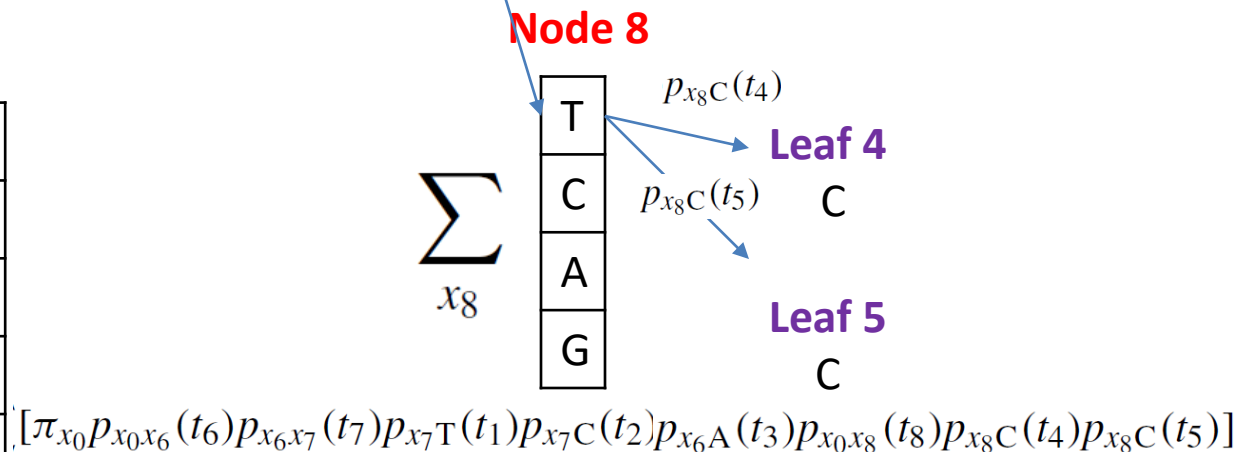 Node 8
p_{x_8C}(t_4)
T
Leaf 4
C
p_{x_8C}(t_5)
C
∑
x_8
A
Leaf 5
G
C
[π_{x_0}p_{x_0x_6}(t_6)p_{x_6x_7}(t_7)p_{x_7T}(t_1)p_{x_7C}(t_2)p_{x_6A}(t_3)p_{x_0x_8}(t_8)p_{x_8C}(t_4)p_{x_8C}(t_5)]